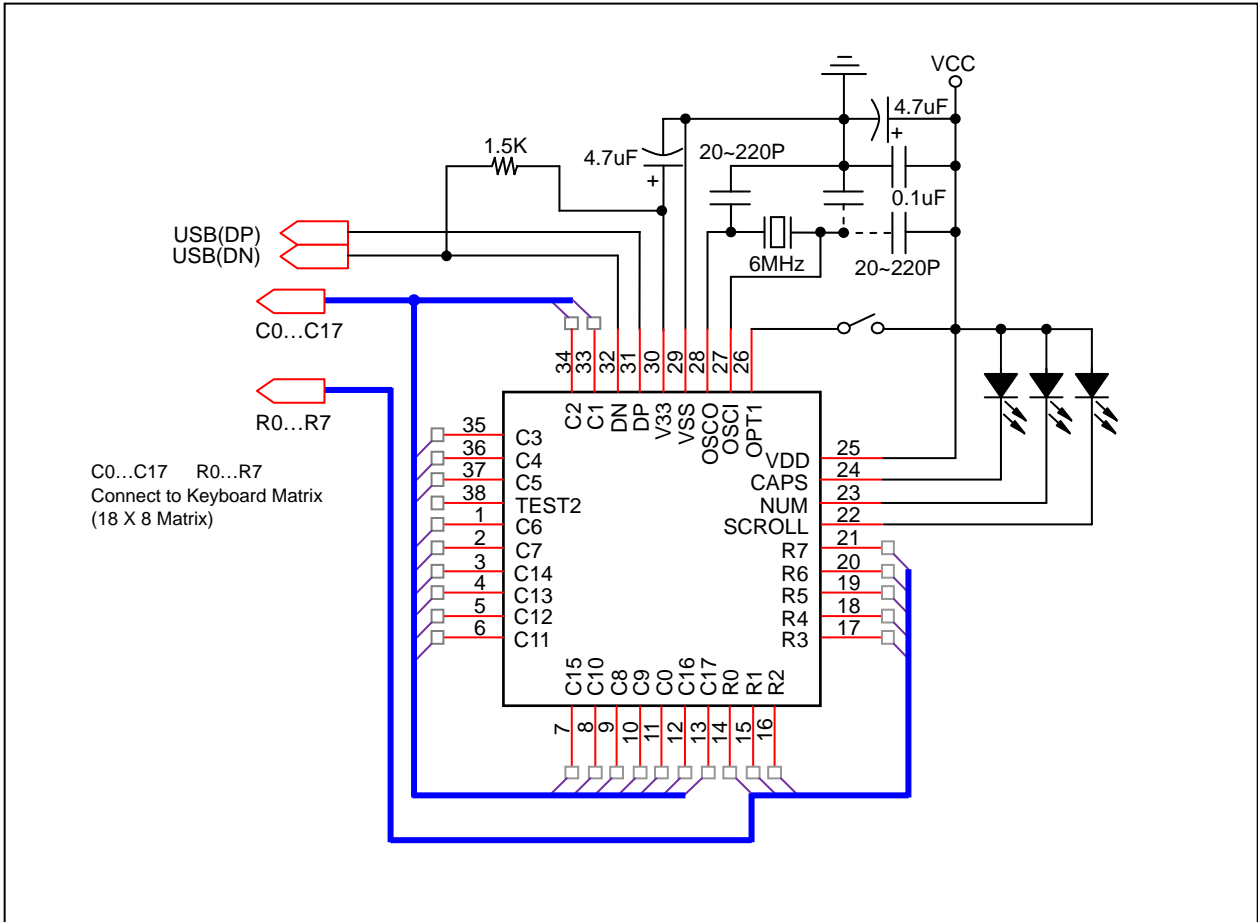 VCC
4.7uF
+
1.5K
4.7uF
+
20~220P
0.1uF
USB(DP)
USB(DN)
6MHz
20~220P
C0...C17
R0...R7
C0...C17 R0...R7
Connect to Keyboard Matrix
(18 X 8 Matrix)
34 33 32 31 30 29 28 27 26
C2 C1 DN DP V33 VSS OSCO OSCI OPT1
35 C3
36 C4
37 C5
38 TEST2
1 C6
2 C7
3 C14
4 C13
5 C12
6 C11
VDD 25
CAPS 24
NUM 23
SCROLL 22
R7 21
R6 20
R5 19
R4 18
R3 17
C15 C10 C8 C9 C0 C16 C17 R0 R1 R2
7 8 9 10 11 12 13 14 15 16